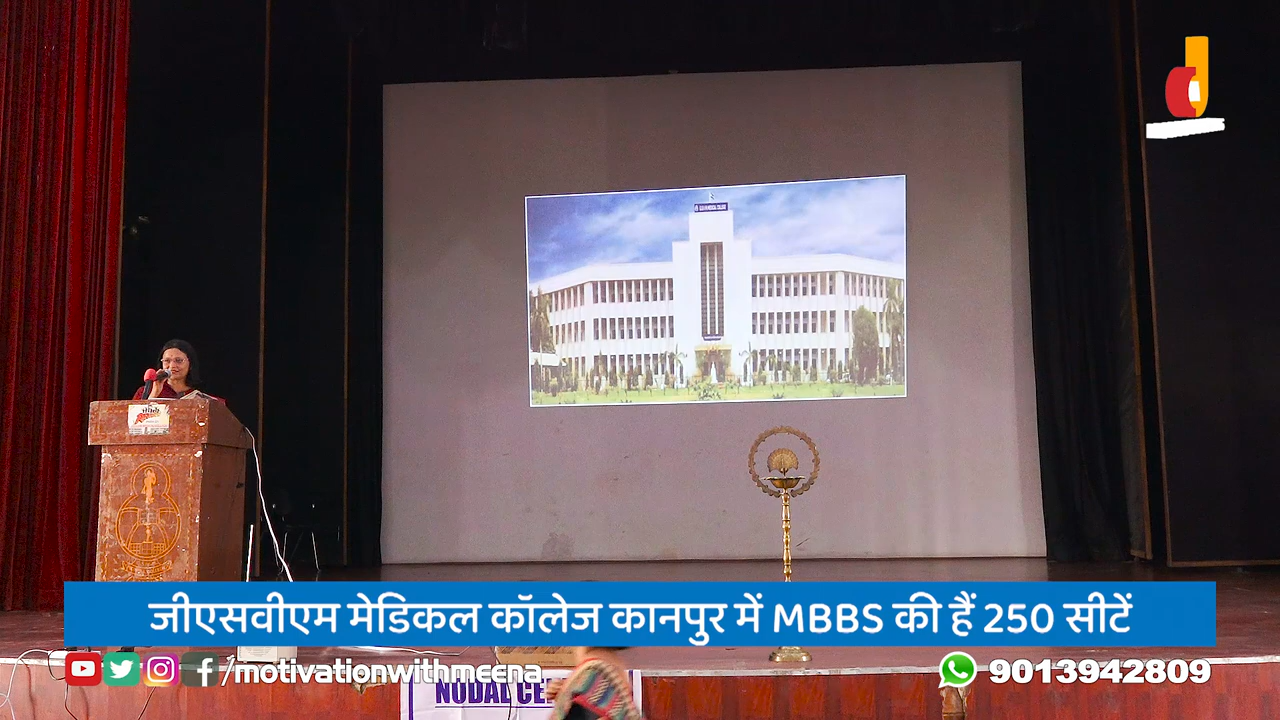 जीएसवीएम मेडिकल कॉलेज कानपुर में MBBS की हैं 250 सीटें
/motivationwithmeena
9013942809
NODAL CE